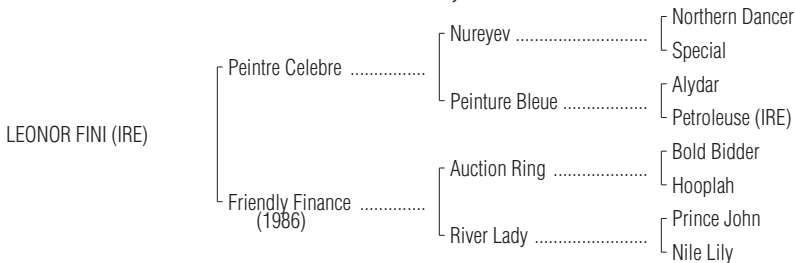 Northern Dancer
Nureyev ..............................
Special
Peintre Celebre ................
Alydar
Peinture Bleue ...................
Petroleuse (IRE)
LEONOR FINI (IRE)
Bold Bidder
Auction Ring .....................
Hooplah
Friendly Finance ..............
(1986)
Prince John
River Lady .........................
Nile Lily